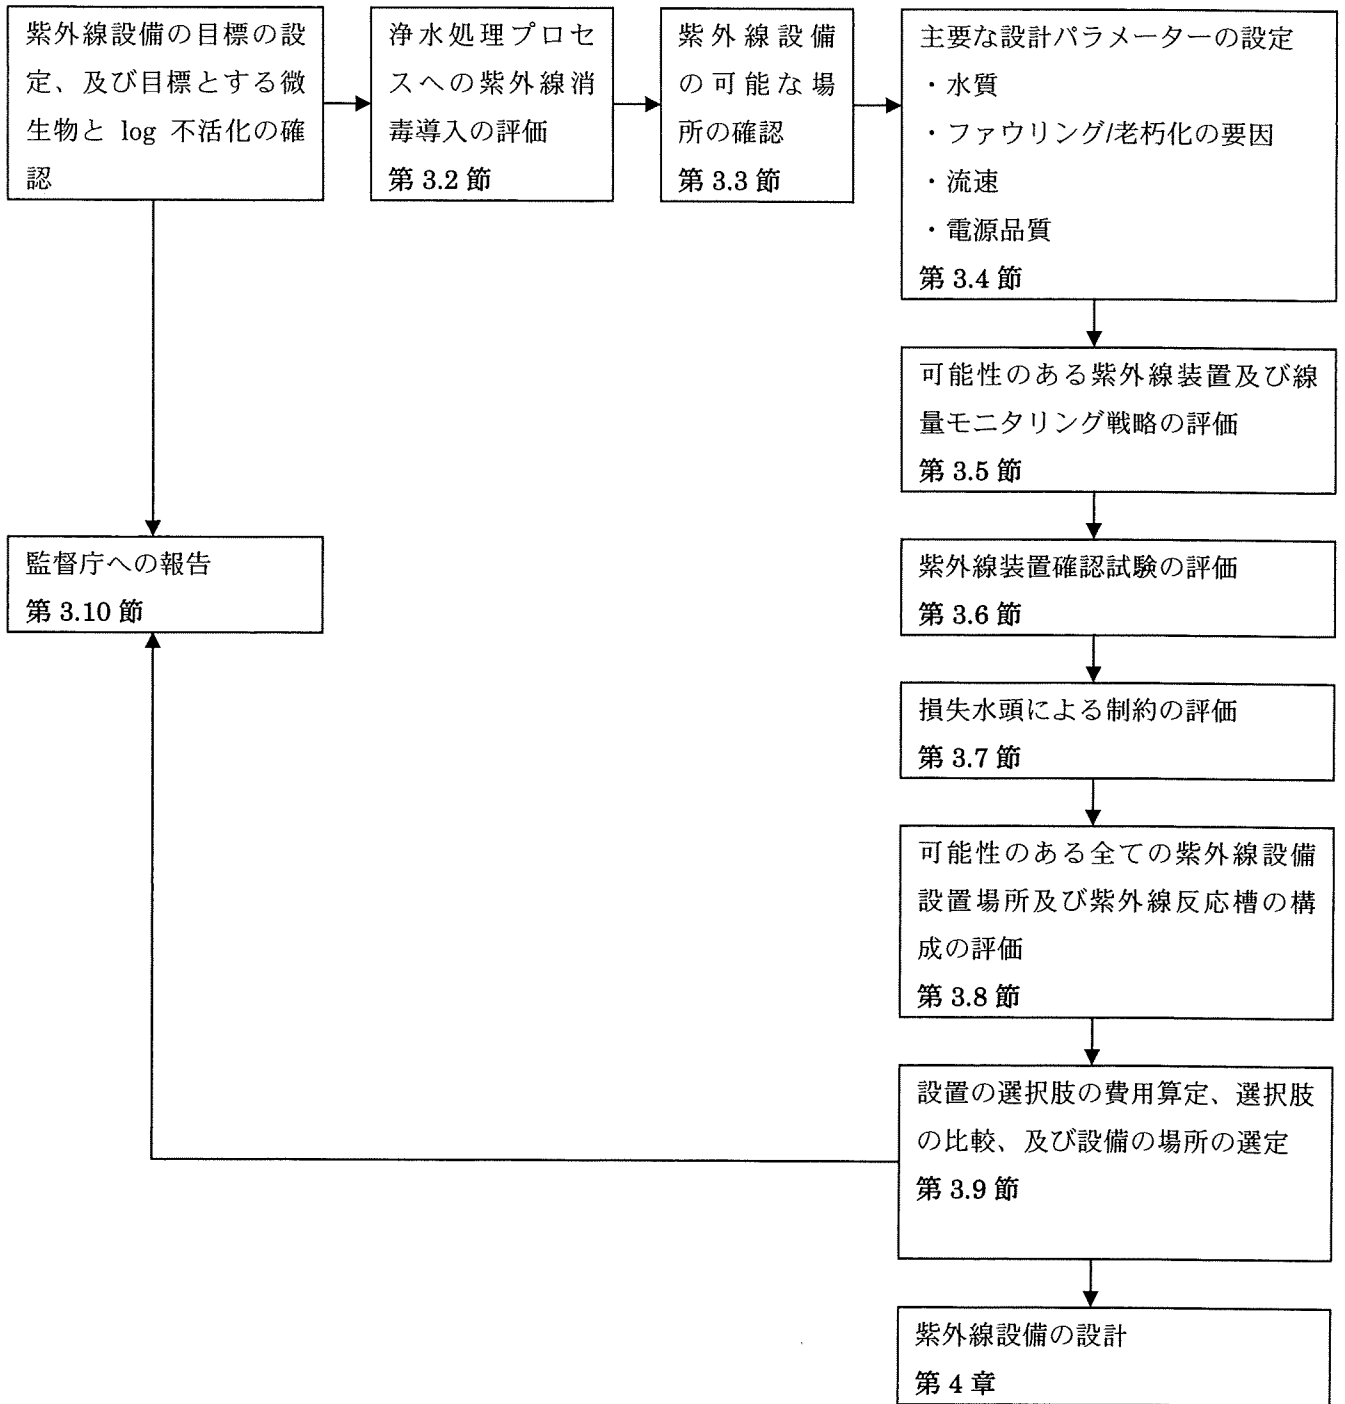 紫外線設備の目標の設
定、及び目標とする微
生物と log 不活化の確
認
浄水処理プロセ
スへの紫外線消
毒導入の評価
第 3.2 節
紫外線設備
の可能な場
所の確認
第 3.3 節
主要な設計パラメーターの設定
・水質
・ファウリング/老朽化の要因
・流速
・電源品質
第 3.4 節
可能性のある紫外線装置及び線
量モニタリング戦略の評価
第 3.5 節
監督庁への報告
第 3.10 節
紫外線装置確認試験の評価
第 3.6 節
損失水頭による制約の評価
第 3.7 節
可能性のある全ての紫外線設備
設置場所及び紫外線反応槽の構
成の評価
第 3.8 節
設置の選択肢の費用算定、選択肢
の比較、及び設備の場所の選定
第 3.9 節
紫外線設備の設計
第 4 章